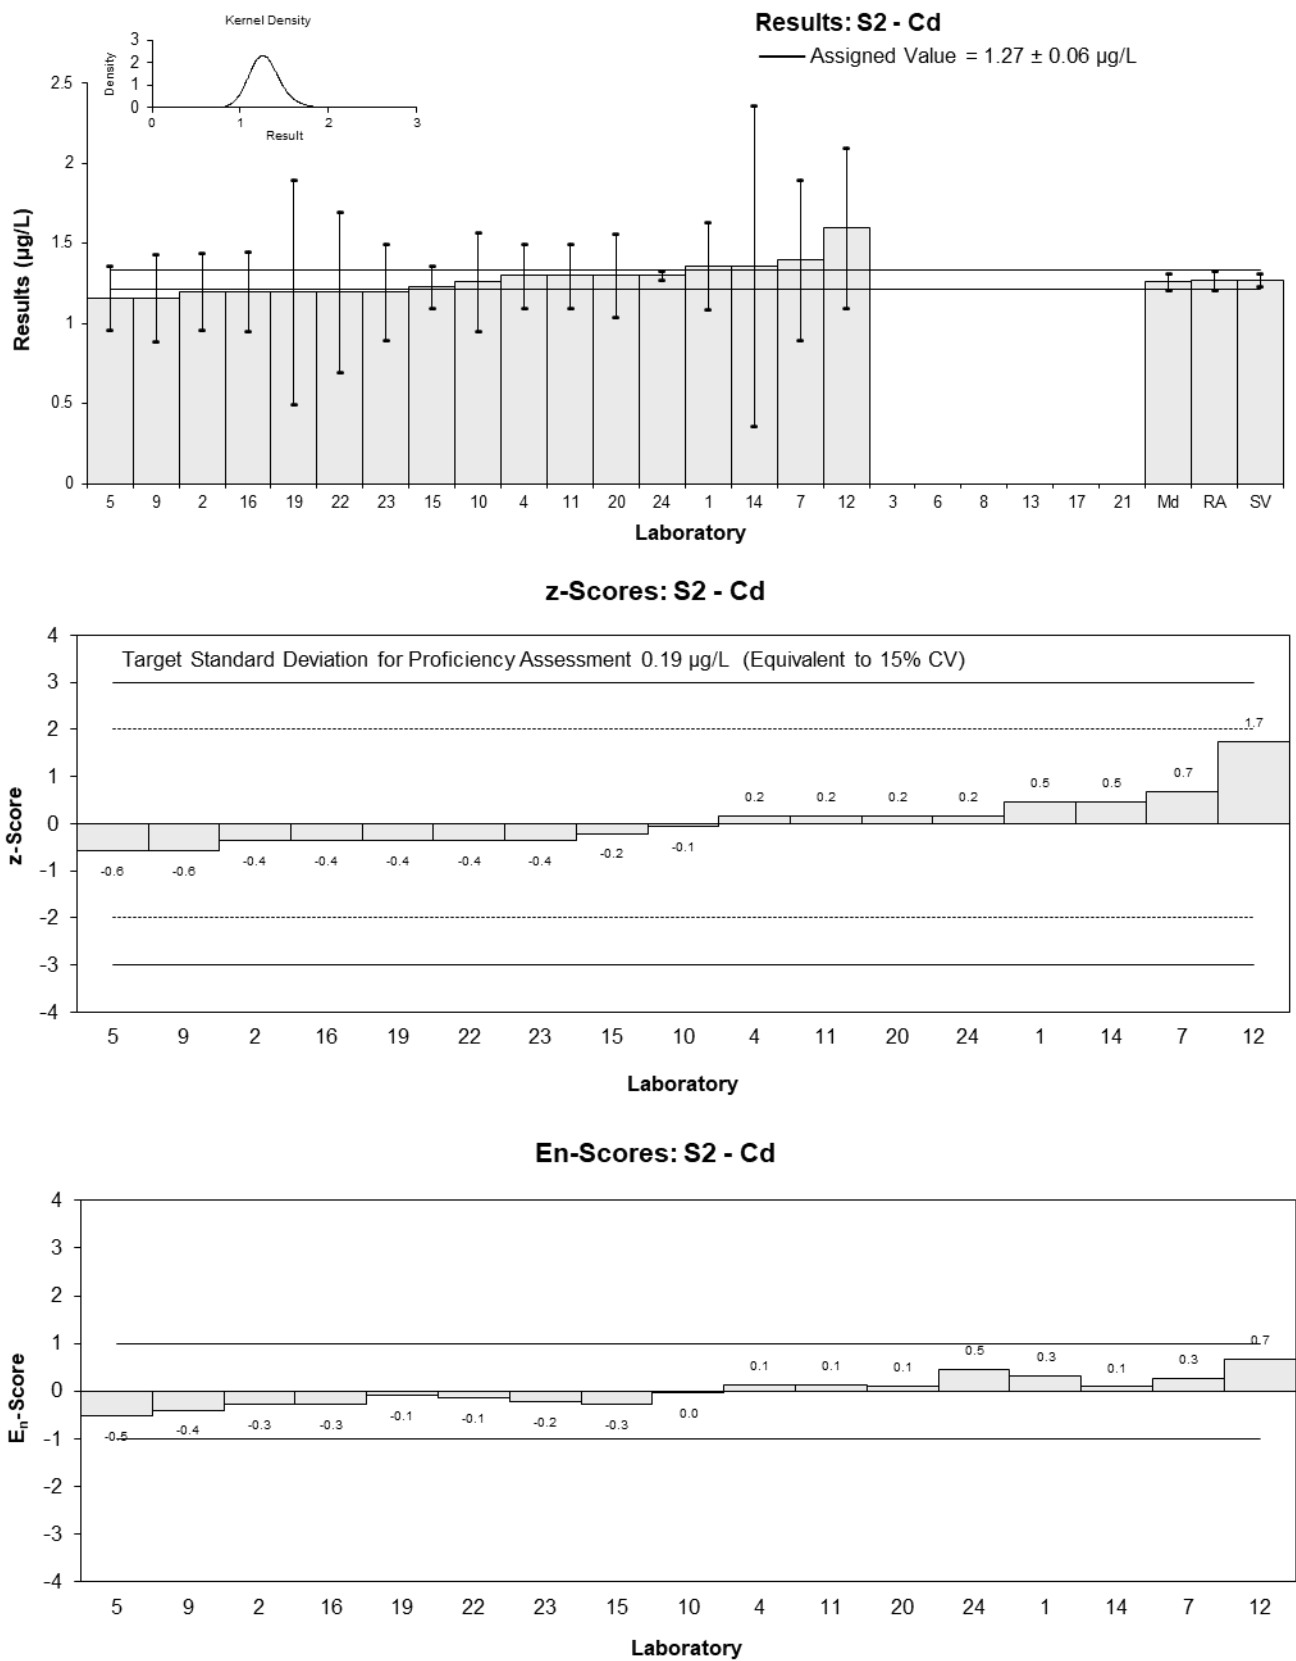 Kernel Density
3
2
1
0
Density
0 1 2 3
Result
Results: S2 - Cd
Assigned Value = 1.27 ± 0.06 µg/L
2.5
2
1.5
1
0.5
0
Results (µg/L)
5 9 2 16 19 22 23 15 10 4 11 20 24 1 14 7 12 3 6 8 13 17 21 Md RA SV
Laboratory
z-Scores: S2 - Cd
Target Standard Deviation for Proficiency Assessment 0.19 µg/L (Equivalent to 15% CV)
4
3
2
1
0
-1
-2
-3
-4
z-Score
-0.6 -0.6 -0.4 -0.4 -0.4 -0.4 -0.4 -0.2 -0.1 0.2 0.2 0.2 0.2 0.5 0.5 0.7 1.7
5 9 2 16 19 22 23 15 10 4 11 20 24 1 14 7 12
Laboratory
En-Scores: S2 - Cd
4
3
2
1
0
-1
-2
-3
-4
En-Score
-0.5 -0.4 -0.3 -0.3 -0.1 -0.1 -0.2 -0.3 0.0 0.1 0.1 0.1 0.5 0.3 0.1 0.3 0.7
5 9 2 16 19 22 23 15 10 4 11 20 24 1 14 7 12
Laboratory